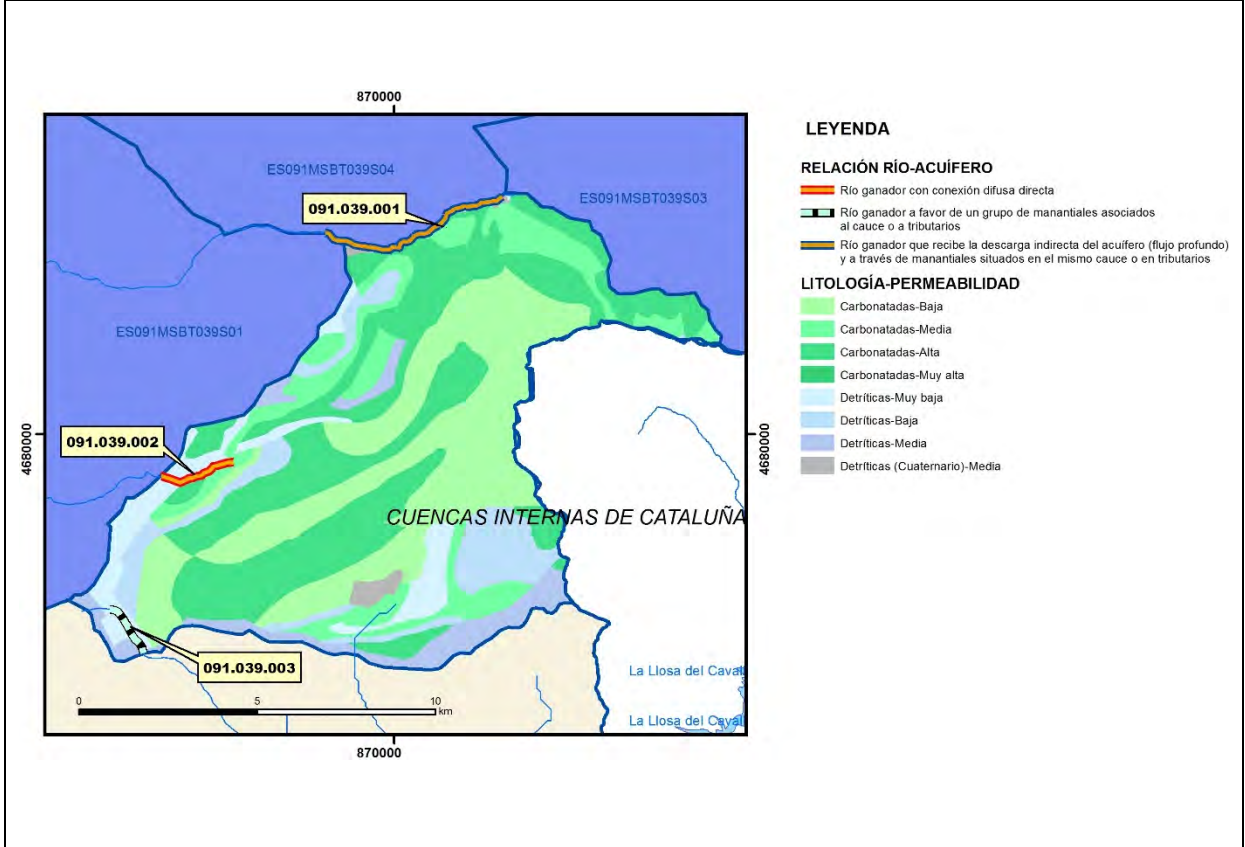 870000
ES091MSBT039S04
091.039.001
ES091MSBT039S03
ES091MSBT039S01
4680000
4680000
091.039.002
CUENCAS INTERNAS DE CATALUÑA
091.039.003
La Llosa del Caval
La Llosa del Caval
0
5
10
km
870000
LEYENDA
RELACIÓN RÍO-ACUÍFERO
Río ganador con conexión difusa directa
Río ganador a favor de un grupo de manantiales asociados
al cauce o a tributarios
Río ganador que recibe la descarga indirecta del acuífero (flujo profundo)
y a través de manantiales situados en el mismo cauce o en tributarios
LITOLOGÍA-PERMEABILIDAD
Carbonatadas-Baja
Carbonatadas-Media
Carbonatadas-Alta
Carbonatadas-Muy alta
Detríticas-Muy baja
Detríticas-Baja
Detríticas-Media
Detríticas (Cuaternario)-Media